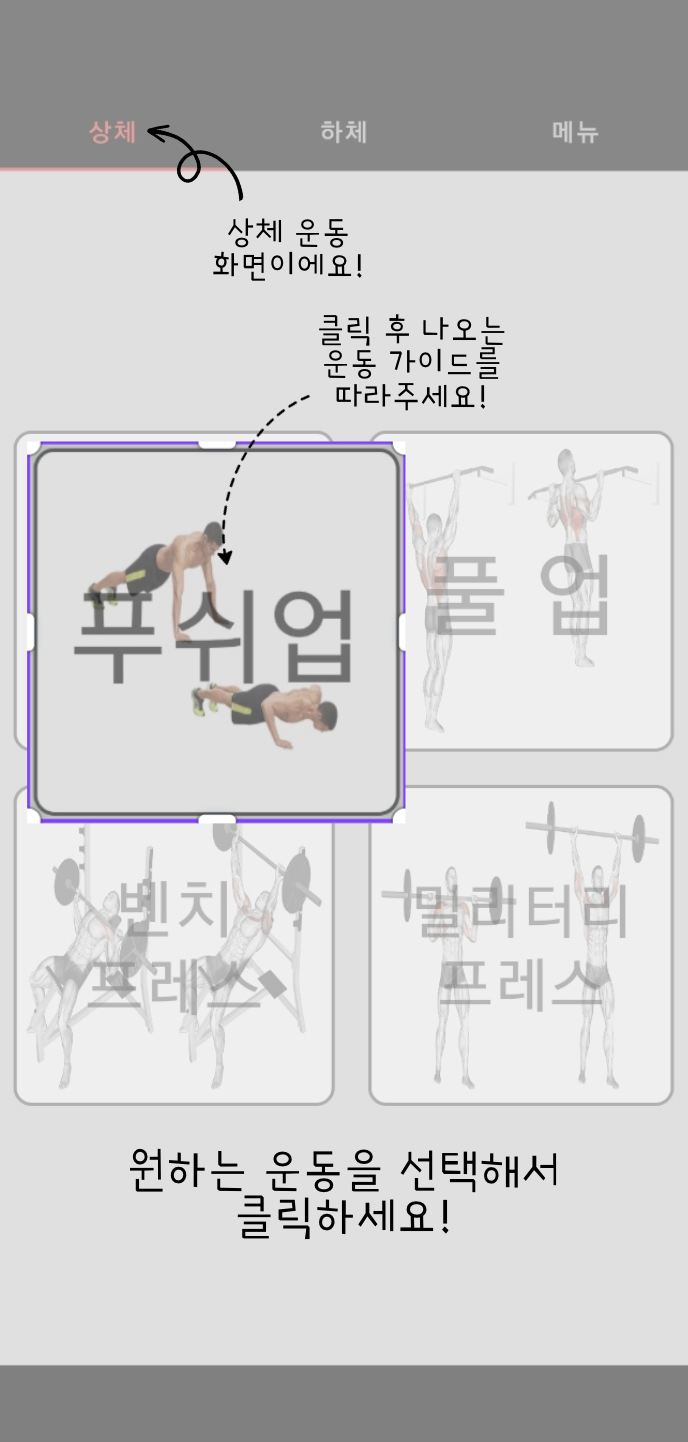 상체 하체 메뉴
상체 운동
화면이에요!
클릭 후 나오는
운동 가이드를
따라주세요!
푸쉬업
풀 업
벤치
프레스
밀리터리
프레스
원하는 운동을 선택해서
클릭하세요!